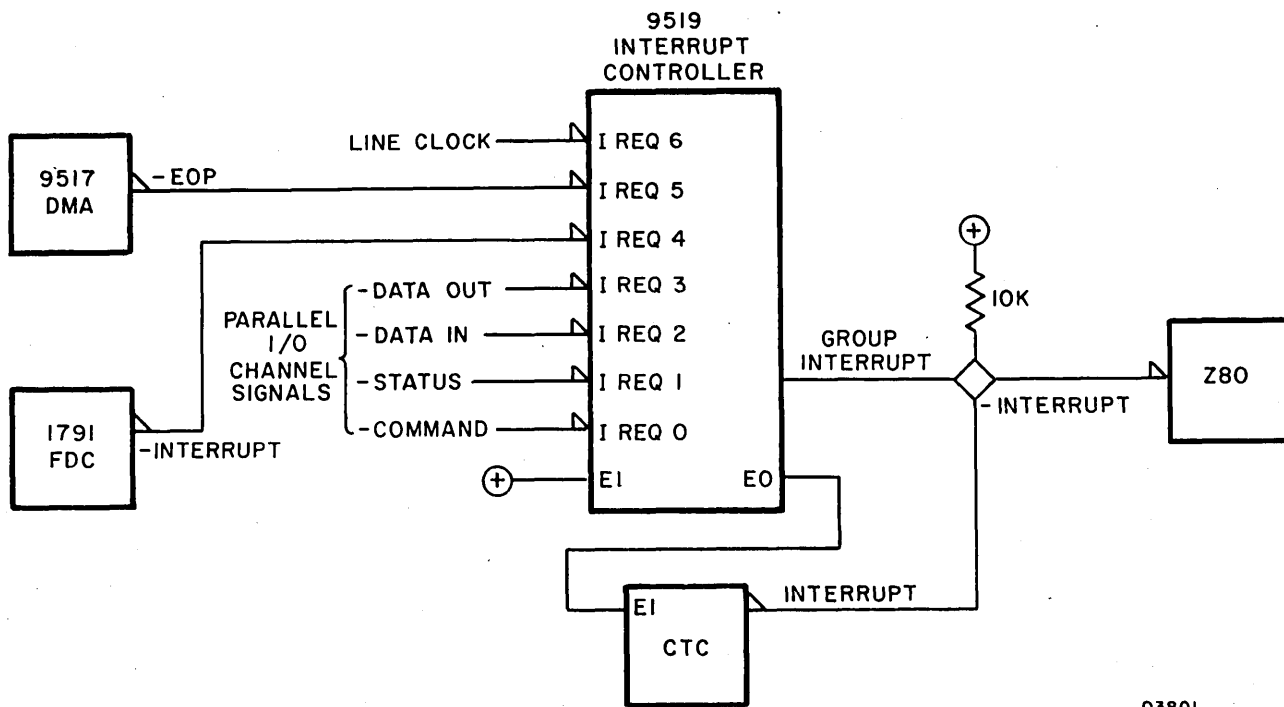 9519
INTERRUPT
CONTROLLER
LINE CLOCK
I REQ 6
9517
DMA
-EOP
I REQ 5
I REQ 4
PARALLEL
I/O
CHANNEL
SIGNALS
-DATA OUT
I REQ 3
-DATA IN
I REQ 2
-STATUS
I REQ 1
-COMMAND
I REQ 0
+
EI
EO
1791
FDC
-INTERRUPT
GROUP
INTERRUPT
+
10K
-INTERRUPT
Z80
EI
CTC
INTERRUPT
03801